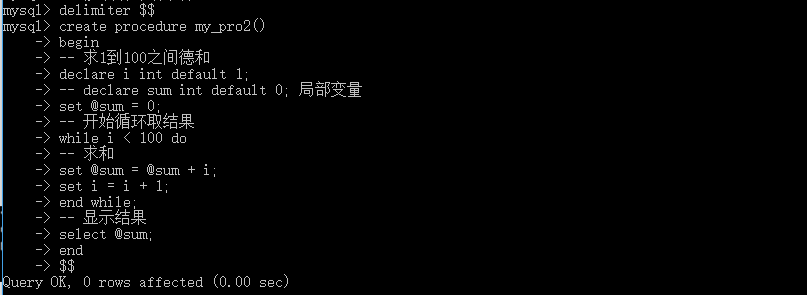 mysql> delimiter $$
mysql> create procedure my_pro2()
    -> begin
    -> -- 求1到100之间德和
    -> declare i int default 1;
    -> -- declare sum int default 0; 局部变量
    -> set @sum = 0;
    -> -- 开始循环取结果
    -> while i < 100 do
    -> -- 求和
    -> set @sum = @sum + i;
    -> set i = i + 1;
    -> end while;
    -> -- 显示结果
    -> select @sum;
    -> end
    -> $$
Query OK, 0 rows affected (0.00 sec)